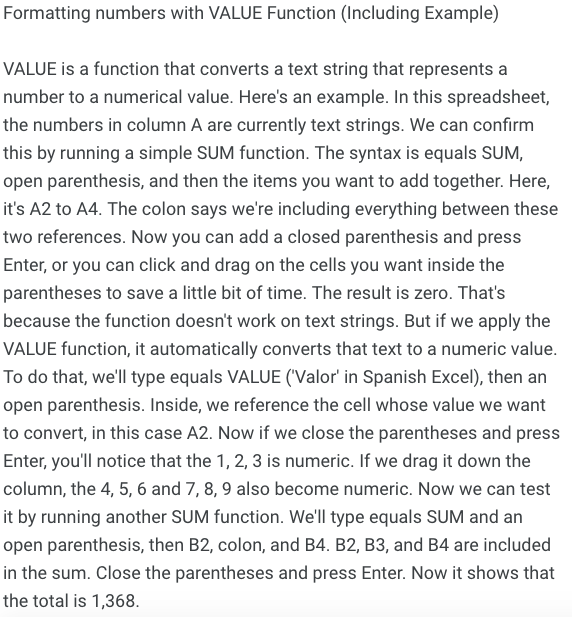 Formatting numbers with VALUE Function (Including Example)
VALUE is a function that converts a text string that represents a
number to a numerical value. Here's an example. In this spreadsheet,
the numbers in column A are currently text strings. We can confirm
this by running a simple SUM function. The syntax is equals SUM,
open parenthesis, and then the items you want to add together. Here,
it's A2 to A4. The colon says we're including everything between these
two references. Now you can add a closed parenthesis and press
Enter, or you can click and drag on the cells you want inside the
parentheses to save a little bit of time. The result is zero. That's
because the function doesn't work on text strings. But if we apply the
VALUE function, it automatically converts that text to a numeric value.
To do that, we'll type equals VALUE ('Valor' in Spanish Excel), then an
open parenthesis. Inside, we reference the cell whose value we want
to convert, in this case A2. Now if we close the parentheses and press
Enter, you'll notice that the 1, 2, 3 is numeric. If we drag it down the
column, the 4, 5, 6 and 7, 8, 9 also become numeric. Now we can test
it by running another SUM function. We'll type equals SUM and an
open parenthesis, then B2, colon, and B4. B2, B3, and B4 are included
in the sum. Close the parentheses and press Enter. Now it shows that
the total is 1,368.